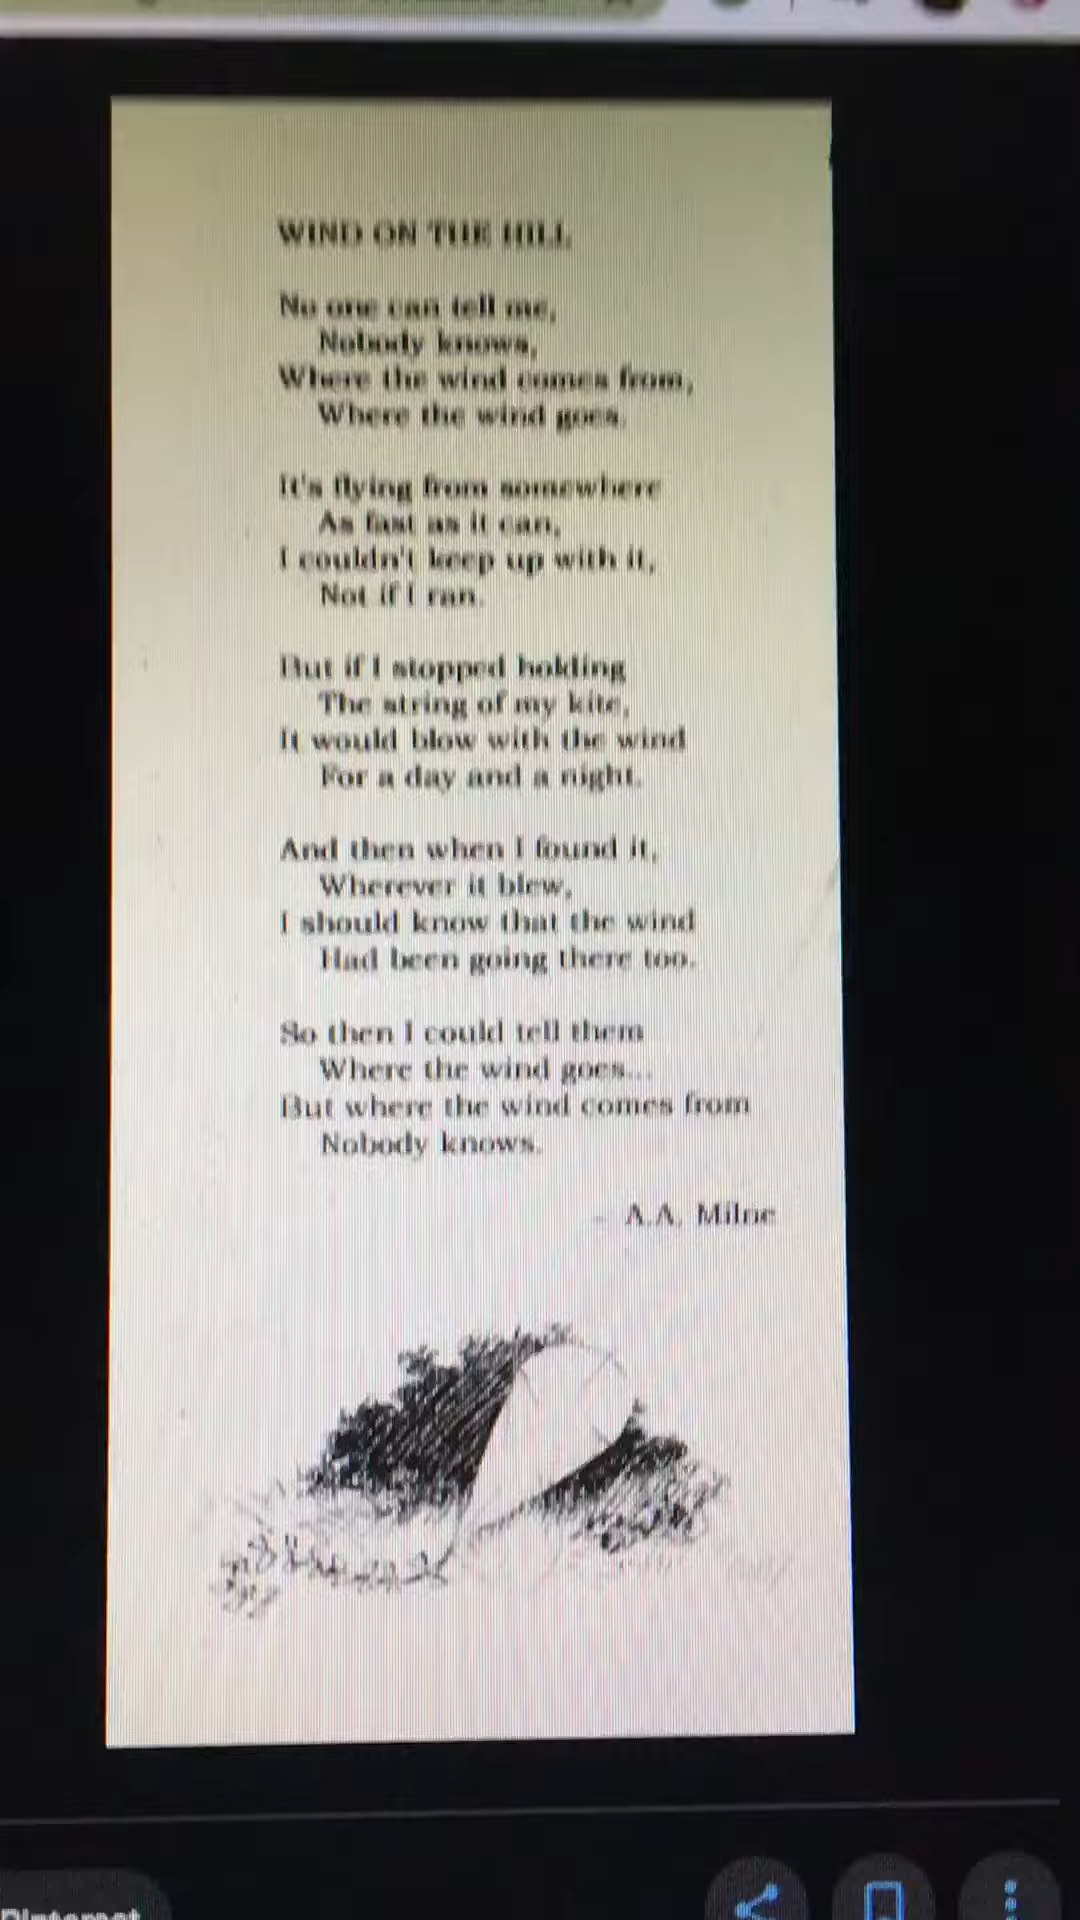 WIND ON THE HILL
No one can tell me,
Nobody knows,
Where the wind comes from,
Where the wind goes.
It's flying from somewhere
As fast as it can,
I couldn't keep up with it,
Not if I ran.
But if I stopped holding
The string of my kite,
It would blow with the wind
For a day and a night.
And then when I found it,
Wherever it blew,
I should know that the wind
Had been going there too.
So then I could tell them
Where the wind goes...
But where the wind comes from
Nobody knows.
- A.A. Milne
Pinterest